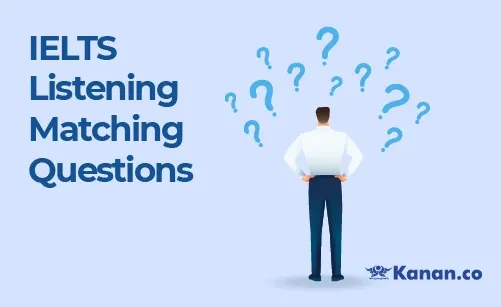 IELTS
Listening
Matching
Questions
Kanan.co